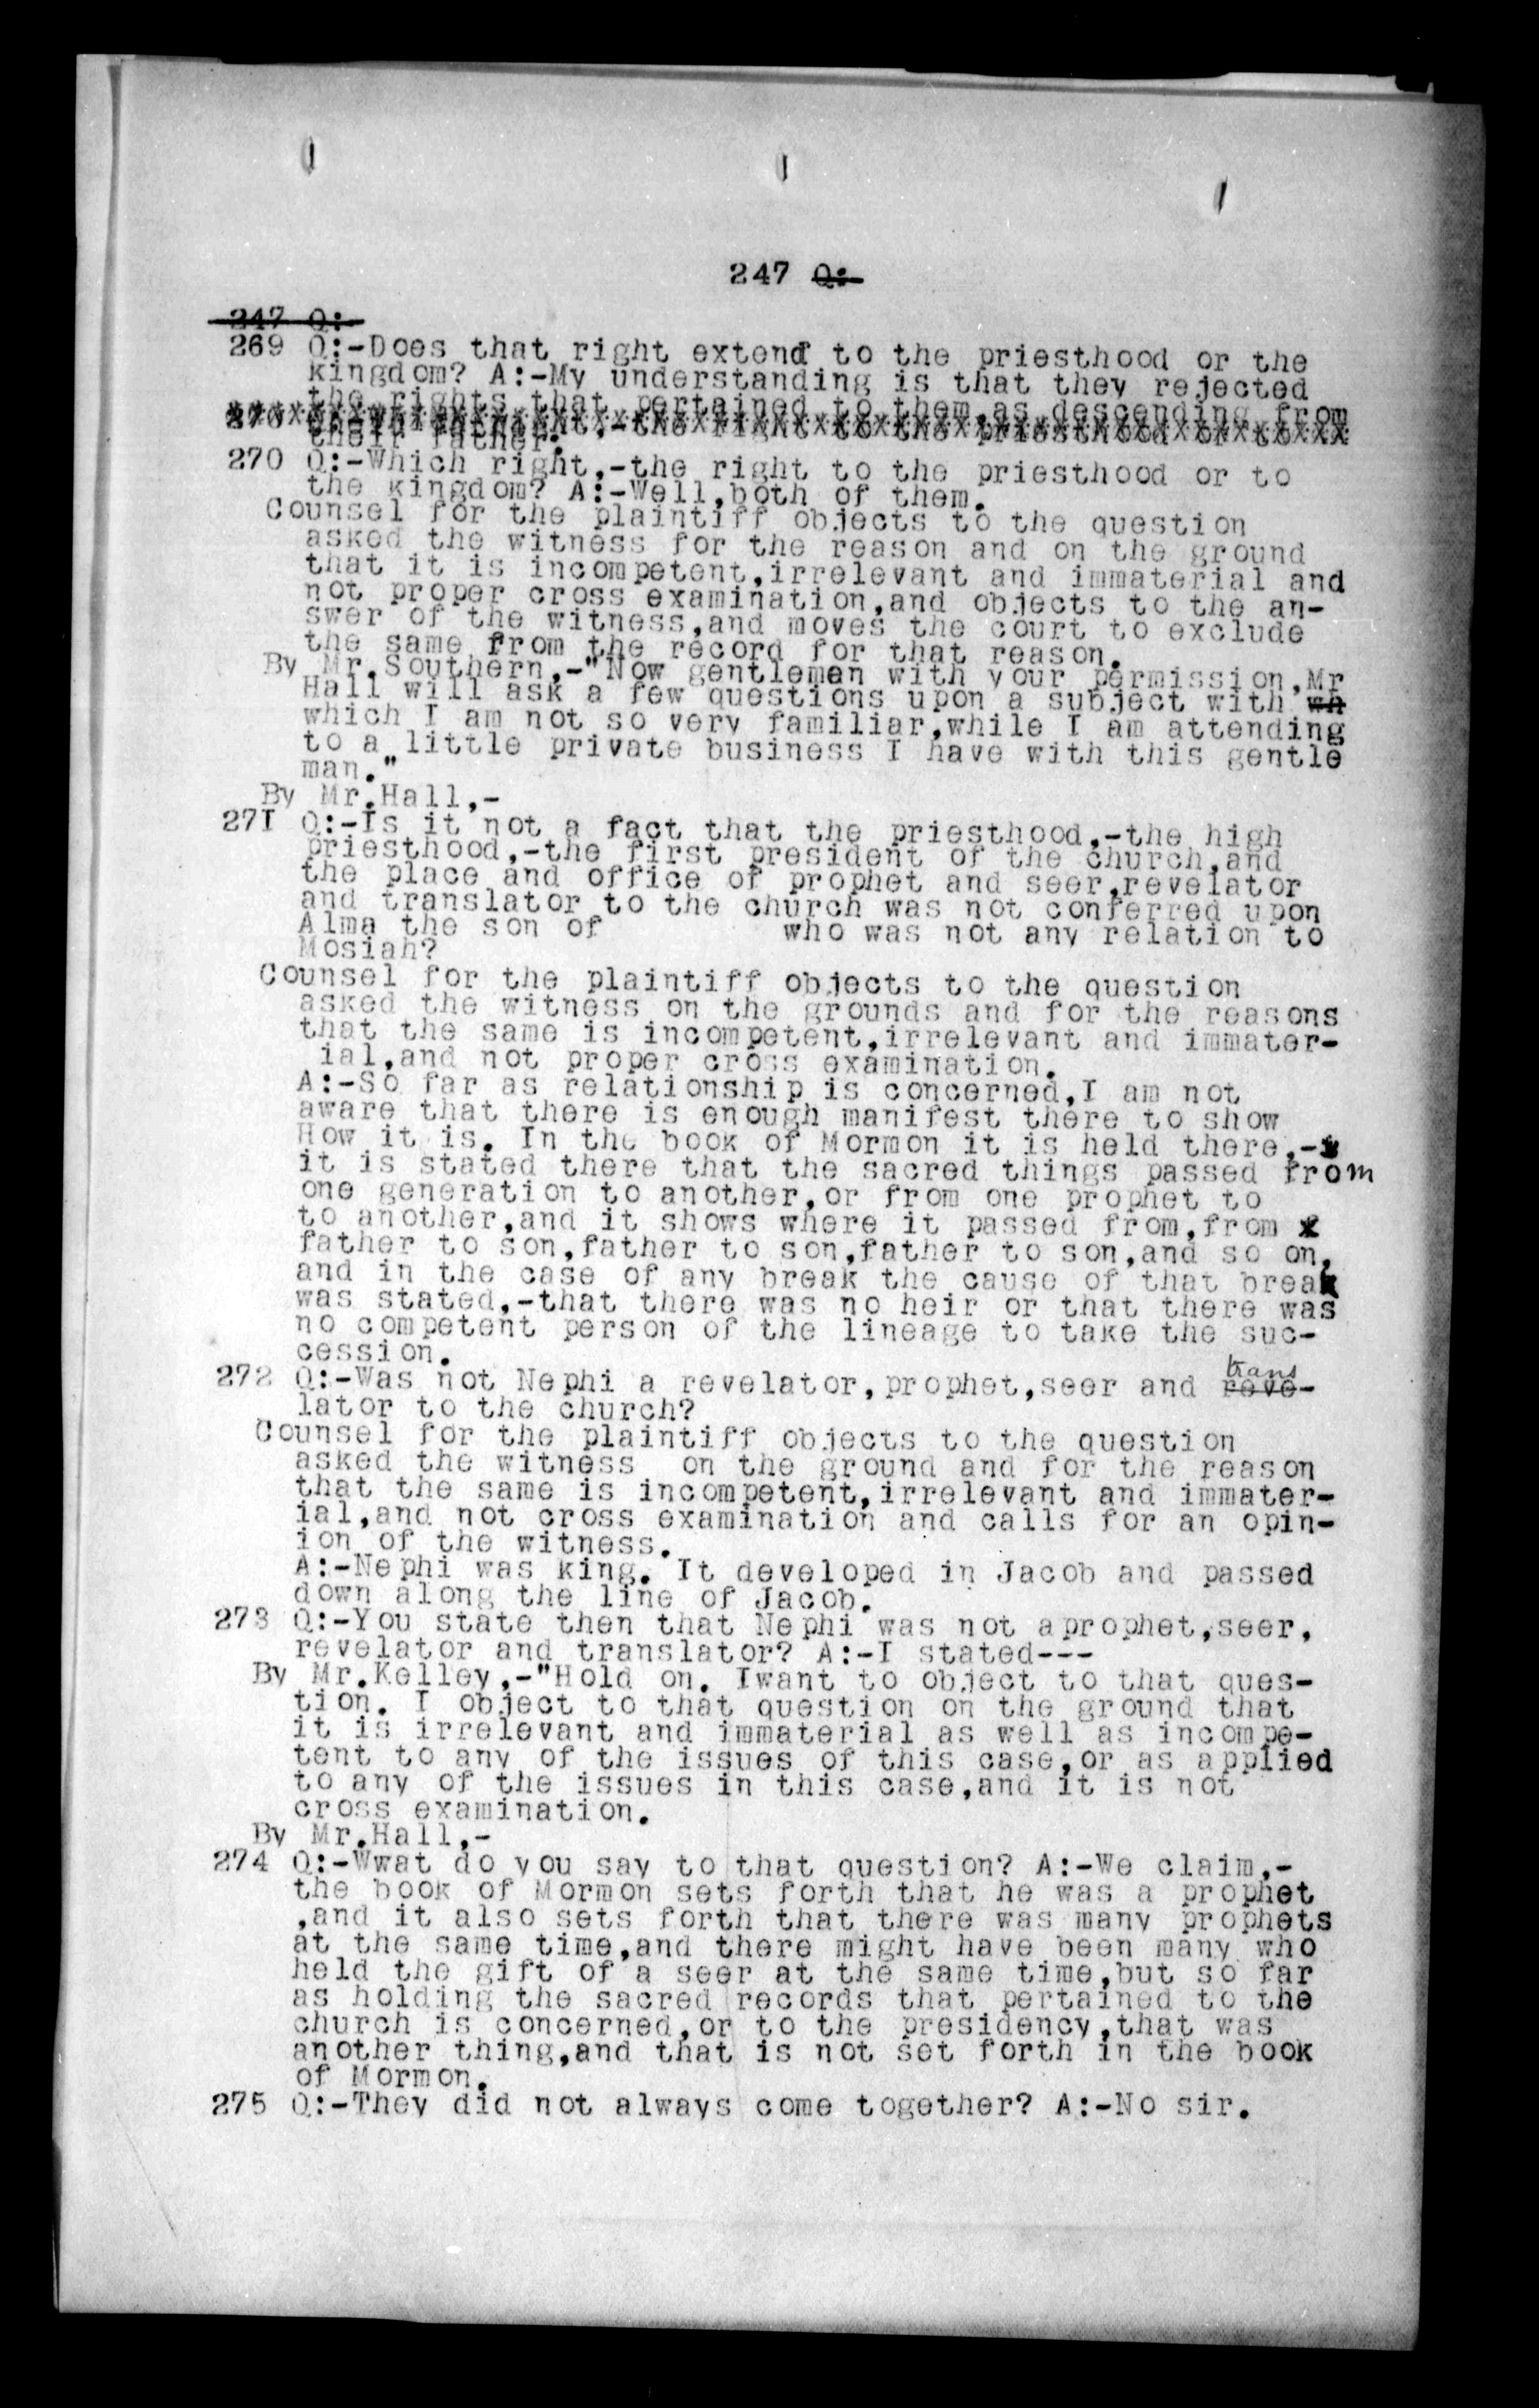 247 Q:-
247 Q:-
269 Q:-Does that right extend to the priesthood or the
kingdom? A:-My understanding is that they rejected
the rights that pertained to them,as descending from
their father.
270 Q:-Which right,-the right to the priesthood or to
the kingdom? A:-Well,both of them.
Counsel for the plaintiff objects to the question
asked the witness for the reason and on the ground
that it is incompetent,irrelevant and immaterial and
not proper cross examination,and objects to the an-
swer of the witness,and moves the court to exclude
the same from the record for that reason.
By Mr.Southern,-"Now gentlemen with your permission,Mr
Hall will ask a few questions upon a subject with wh
which I am not so very familiar,while I am attending
to a little private business I have with this gentle
man."
By Mr.Hall,-
271 Q:-Is it not a fact that the priesthood,-the high
priesthood,-the first president of the church,and
the place and office of prophet and seer,revelator
and translator to the church was not conferred upon
Alma the son of who was not any relation to
Mosiah?
Counsel for the plaintiff objects to the question
asked the witness on the grounds and for the reasons
that the same is incompetent,irrelevant and immater-
ial,and not proper cross examination.
A:-So far as relationship is concerned,I am not
aware that there is enough manifest there to show
How it is. In the book of Mormon it is held there,-
it is stated there that the sacred things passed from
one generation to another,or from one prophet to
to another,and it shows where it passed from,from
father to son,father to son,father to son,and so on,
and in the case of any break the cause of that break
was stated,-that there was no heir or that there was
no competent person of the lineage to take the suc-
cession.
272 Q:-Was not Nephi a revelator,prophet,seer and trans reve-
lator to the church?
Counsel for the plaintiff objects to the question
asked the witness on the ground and for the reason
that the same is incompetent,irrelevant and immater-
ial,and not cross examination and calls for an opin-
ion of the witness.
A:-Nephi was king. It developed in Jacob and passed
down along the line of Jacob.
273 Q:-You state then that Nephi was not aprophet,seer,
revelator and translator? A:-I stated---
By Mr.Kelley,-"Hold on. Iwant to object to that ques-
tion. I object to that question on the ground that
it is irrelevant and immaterial as well as incompe-
tent to any of the issues of this case,or as applied
to any of the issues in this case,and it is not
cross examination.
By Mr.Hall,-
274 Q:-Wwat do you say to that question? A:-We claim,-
the book of Mormon sets forth that he was a prophet
,and it also sets forth that there was many prophets
at the same time,and there might have been many who
held the gift of a seer at the same time,but so far
as holding the sacred records that pertained to the
church is concerned,or to the presidency,that was
another thing,and that is not set forth in the book
of Mormon.
275 Q:-They did not always come together? A:-No sir.